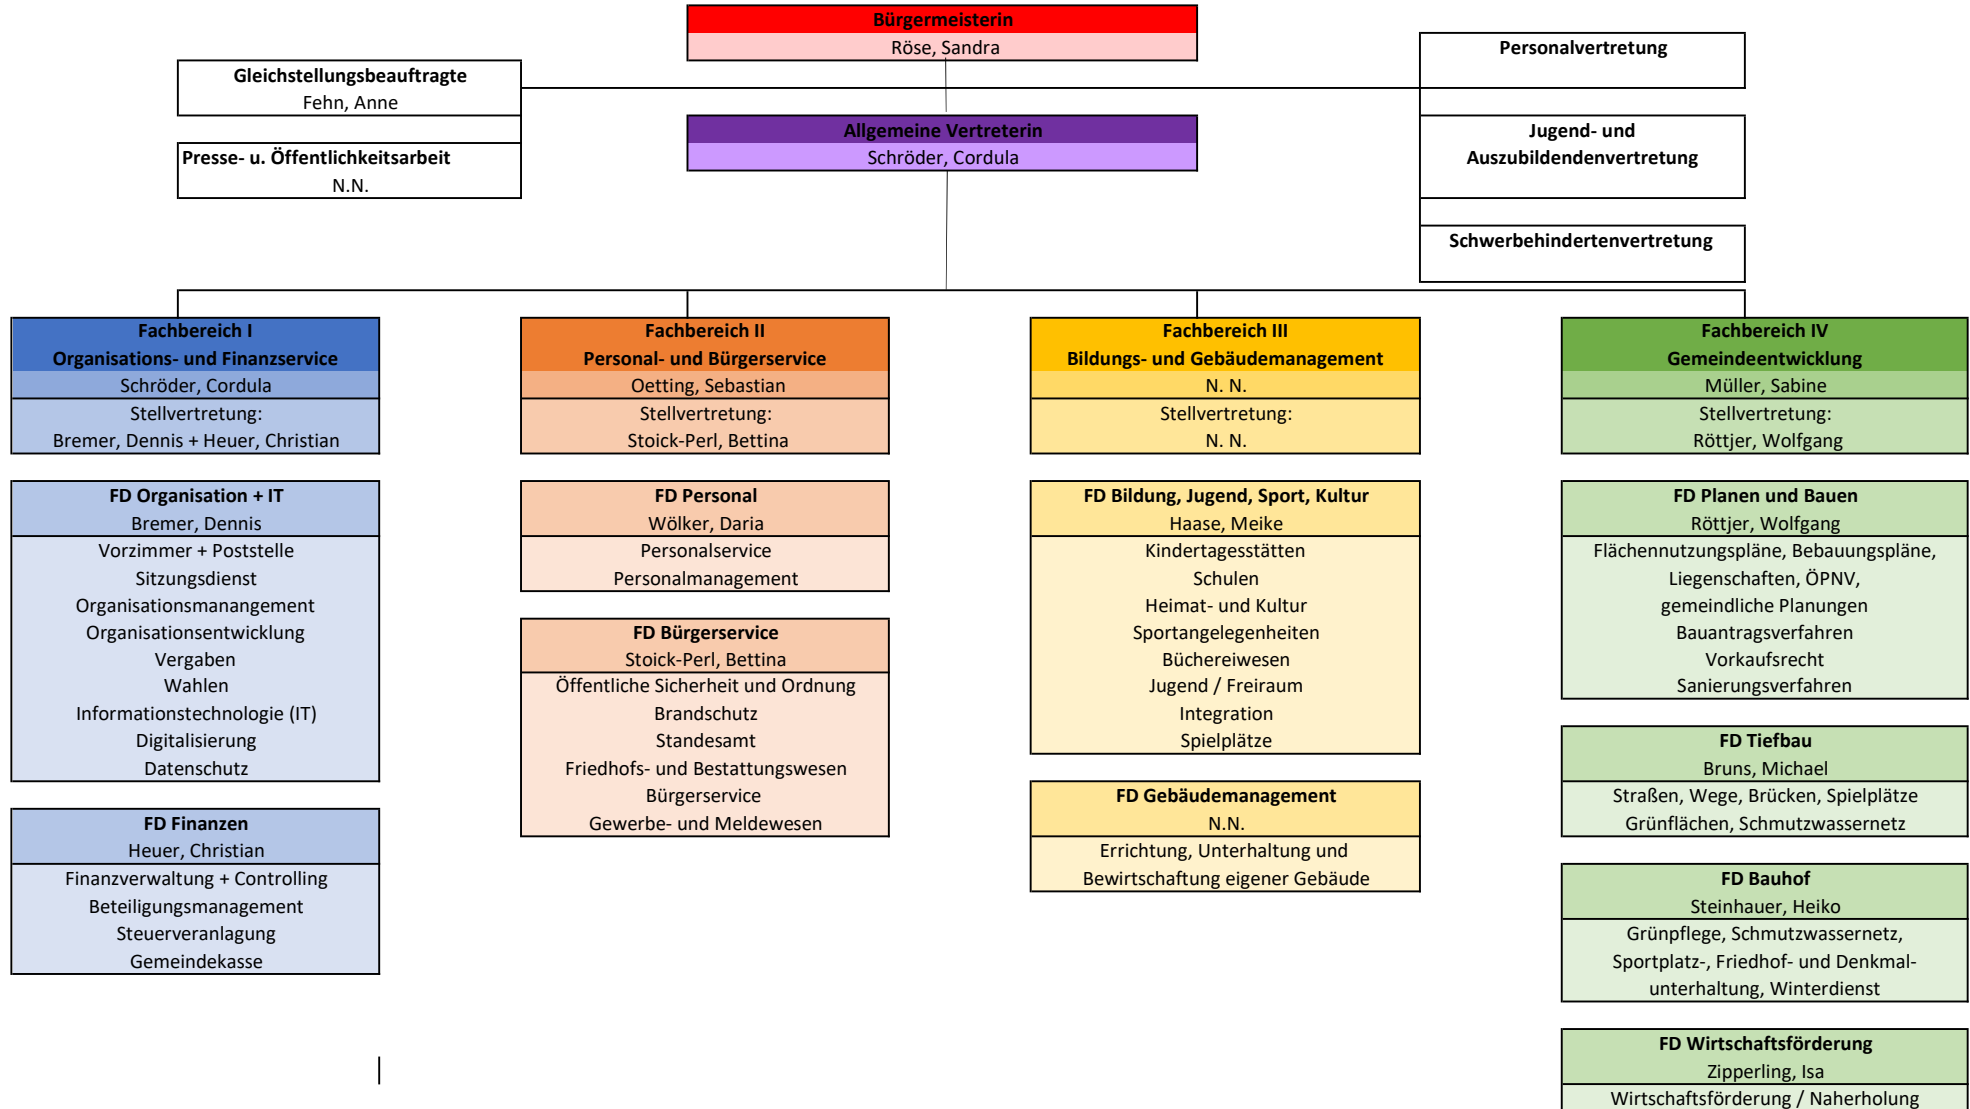 Bürgermeisterin
Röse, Sandra
Personalvertretung
Gleichstellungsbeauftragte
Fehn, Anne
Allgemeine Vertreterin
Schröder, Cordula
Jugend- und
Auszubildendenvertretung
Presse- u. Öffentlichkeitsarbeit
N.N.
Schwerbehindertenvertretung
Fachbereich I
Organisations- und Finanzservice
Schröder, Cordula
Stellvertretung:
Bremer, Dennis + Heuer, Christian
FD Organisation + IT
Bremer, Dennis
Vorzimmer + Poststelle
Sitzungsdienst
Organisationsmanangement
Organisationsentwicklung
Vergaben
Wahlen
Informationstechnologie (IT)
Digitalisierung
Datenschutz
FD Finanzen
Heuer, Christian
Finanzverwaltung + Controlling
Beteiligungsmanagement
Steuerveranlagung
Gemeindekasse
Fachbereich II
Personal- und Bürgerservice
Oetting, Sebastian
Stellvertretung:
Stoick-Perl, Bettina
FD Personal
Wölker, Daria
Personalservice
Personalmanagement
FD Bürgerservice
Stoick-Perl, Bettina
Öffentliche Sicherheit und Ordnung
Brandschutz
Standesamt
Friedhofs- und Bestattungswesen
Bürgerservice
Gewerbe- und Meldewesen
Fachbereich III
Bildungs- und Gebäudemanagement
N. N.
Stellvertretung:
N. N.
FD Bildung, Jugend, Sport, Kultur
Haase, Meike
Kindertagesstätten
Schulen
Heimat- und Kultur
Sportangelegenheiten
Büchereiwesen
Jugend / Freiraum
Integration
Spielplätze
FD Gebäudemanagement
N.N.
Errichtung, Unterhaltung und
Bewirtschaftung eigener Gebäude
Fachbereich IV
Gemeindeentwicklung
Müller, Sabine
Stellvertretung:
Röttjer, Wolfgang
FD Planen und Bauen
Röttjer, Wolfgang
Flächennutzungspläne, Bebauungspläne,
Liegenschaften, ÖPNV,
gemeindliche Planungen
Bauantragsverfahren
Vorkaufsrecht
Sanierungsverfahren
FD Tiefbau
Bruns, Michael
Straßen, Wege, Brücken, Spielplätze
Grünflächen, Schmutzwassernetz
FD Bauhof
Steinhauer, Heiko
Grünpflege, Schmutzwassernetz,
Sportplatz-, Friedhof- und Denkmal-
unterhaltung, Winterdienst
FD Wirtschaftsförderung
Zipperling, Isa
Wirtschaftsförderung / Naherholung